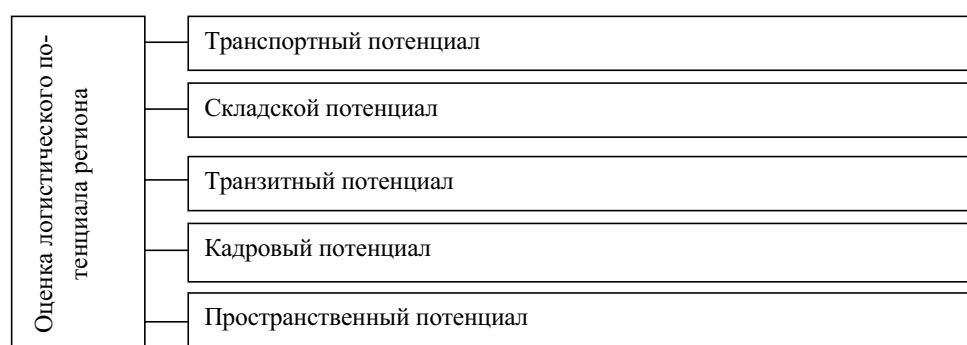 Оценка логистического по-
тенциала региона
Транспортный потенциал
Складской потенциал
Транзитный потенциал
Кадровый потенциал
Пространственный потенциал